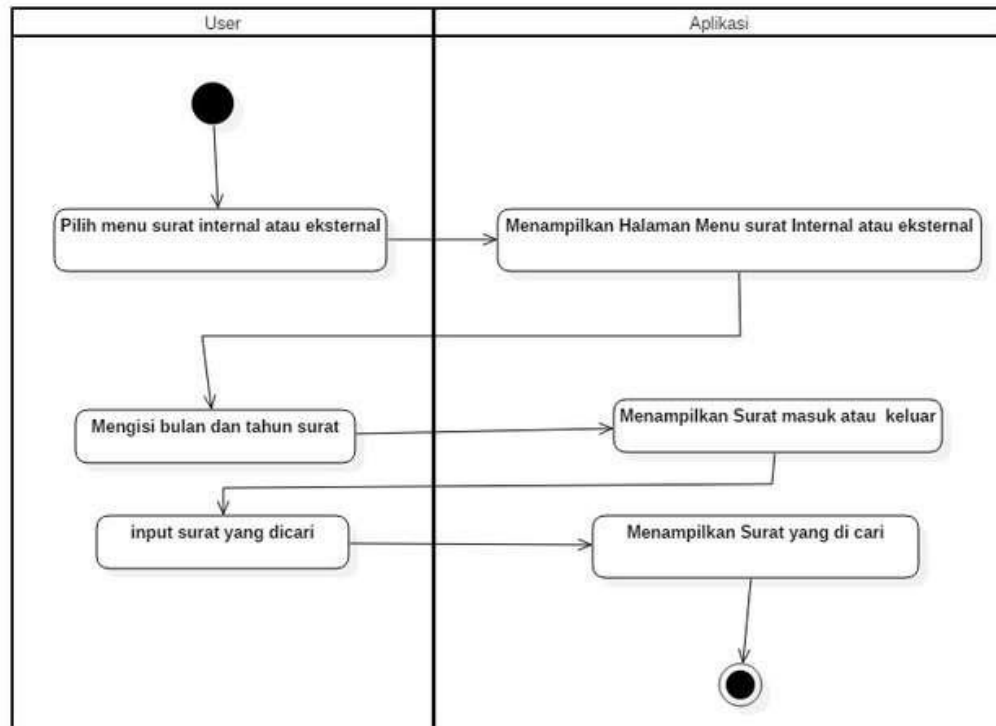 User
Aplikasi
Pilih menu surat internal atau eksternal
Menampilkan Halaman Menu surat Internal atau eksternal
Mengisi bulan dan tahun surat
Menampilkan Surat masuk atau keluar
input surat yang dicari
Menampilkan Surat yang di cari